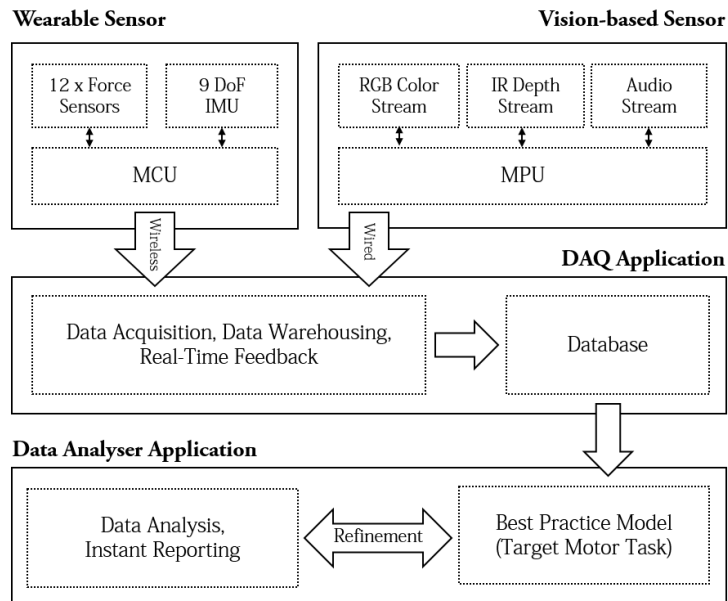 Wearable Sensor
Vision-based Sensor
12 x Force
Sensors
9 DoF
IMU
RGB Color
Stream
IR Depth
Stream
Audio
Stream
MCU
MPU
Wireless
Wired
DAQ Application
Data Acquisition, Data Warehousing,
Real-Time Feedback
Database
Data Analyser Application
Data Analysis,
Instant Reporting
Refinement
Best Practice Model
(Target Motor Task)